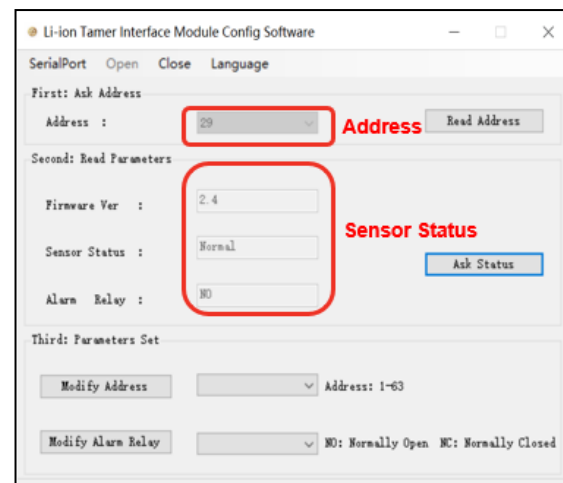 Li-ion Tamer Interface Module Config Software
SerialPort Open Close Language
First: Ask Address
Address : 29 Address Read Address
Second: Read Parameters
Firmware Ver : 2.4
Sensor Status
Sensor Status : Normal
Ask Status
Alarm Relay : NO
Third: Parameters Set
Modify Address Address: 1-63
Modify Alarm Relay NO: Normally Open NC: Normally Closed